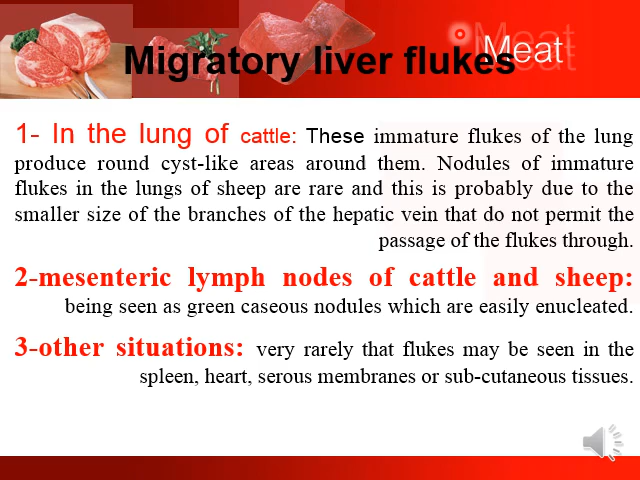 Meat
Migratory liver flukes
1- In the lung of cattle: These immature flukes of the lung
produce round cyst-like areas around them. Nodules of immature
flukes in the lungs of sheep are rare and this is probably due to the
smaller size of the branches of the hepatic vein that do not permit the
passage of the flukes through.
2-mesenteric lymph nodes of cattle and sheep:
being seen as green caseous nodules which are easily enucleated.
3-other situations: very rarely that flukes may be seen in the
spleen, heart, serous membranes or sub-cutaneous tissues.